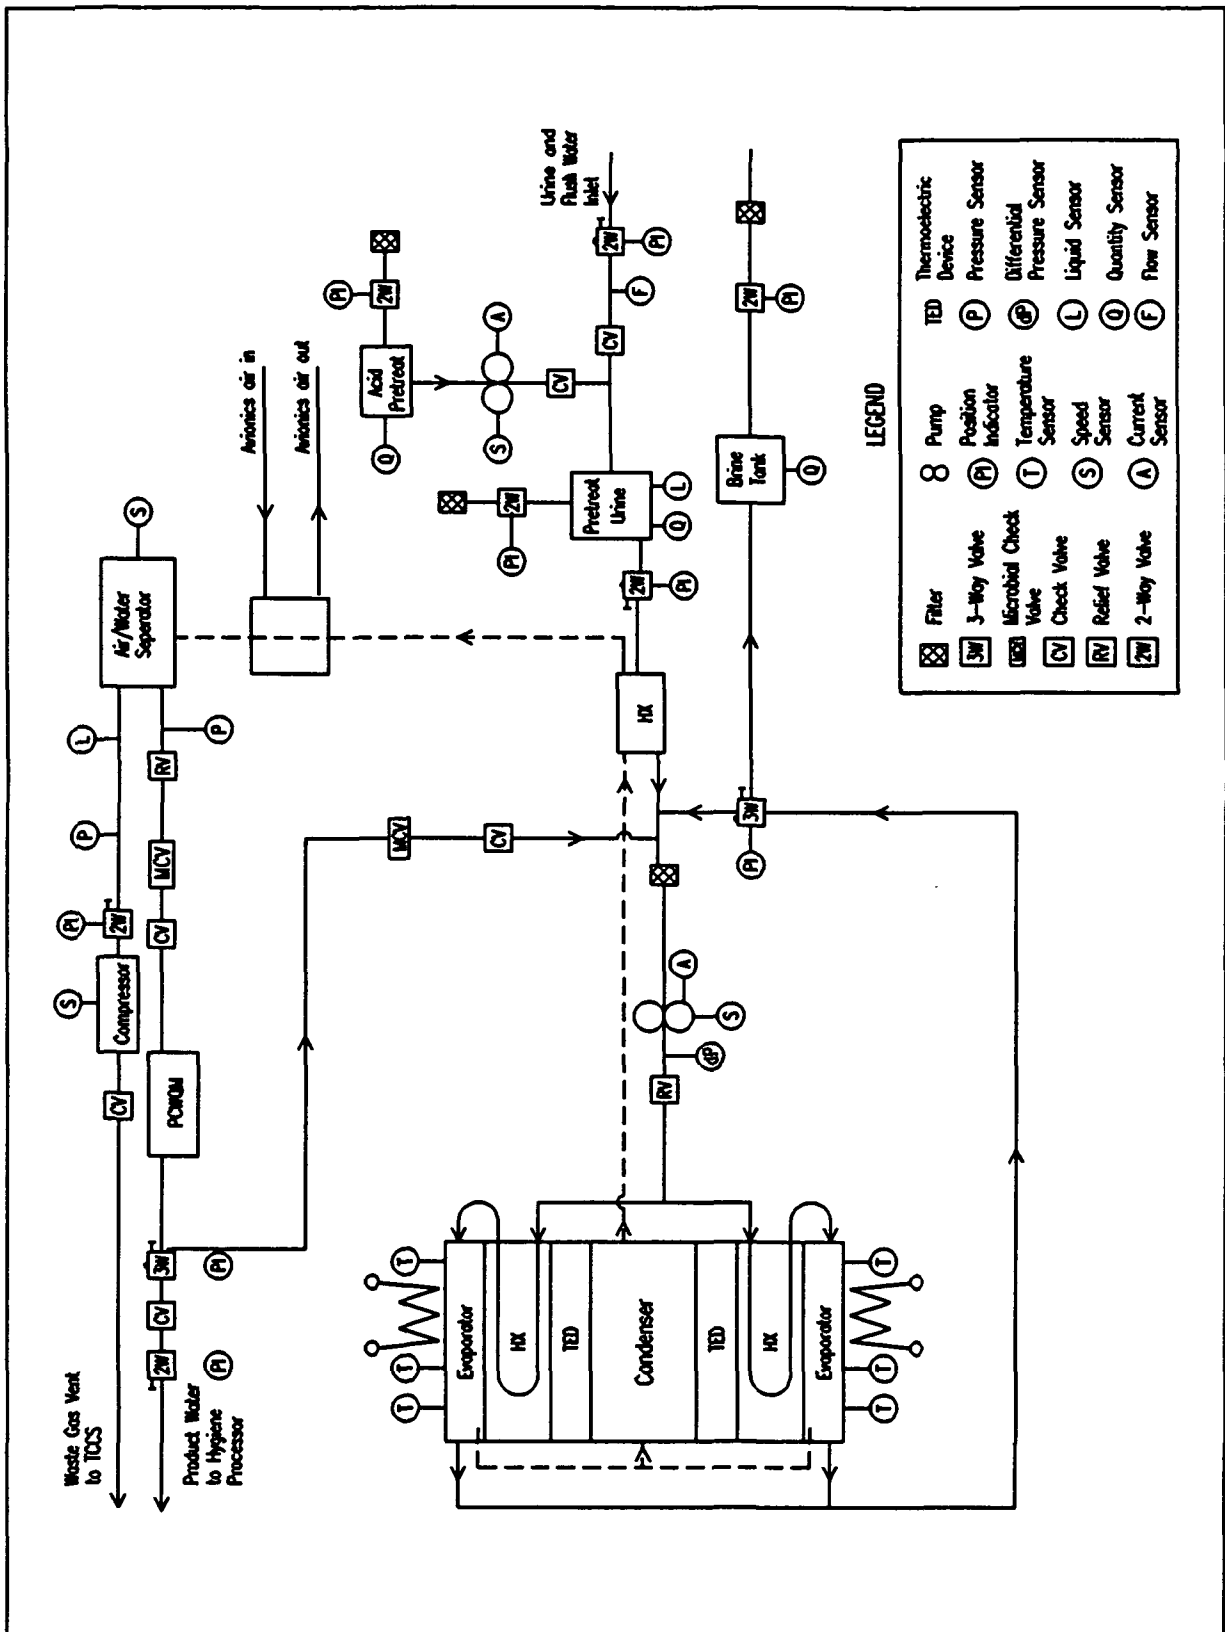 Waste Gas Vent
to TCCS
Product Water
to Hygiene
Processor
2W
PI
CV
3W
PI
CV
PCWQM
Compressor
S
PI
2W
CV
P
MCV
RV
L
P
Air/Water
Seperator
S
Avionics air in
Avionics air out
MCV
CV
T
T
T
Evaporator
HX
TED
Condenser
TED
HX
Evaporator
T
T
T
RV
dP
S
A
HX
PI
3W
2W
PI
Pretreat
Urine
Q
L
PI
2W
Q
Acid
Pretreat
PI
2W
S
A
CV
CV
F
2W
PI
Urine and
Flush Water
Inlet
Brine
Tank
Q
2W
PI
LEGEND
Filter
3W 3-Way Valve
MCV Microbial Check
Valve
CV Check Valve
RV Relief Valve
2W 2-Way Valve
Pump
PI Position
Indicator
T Temperature
Sensor
S Speed
Sensor
A Current
Sensor
TED Thermoelectric
Device
P Pressure Sensor
dP Differential
Pressure Sensor
L Liquid Sensor
Q Quantity Sensor
F Flow Sensor